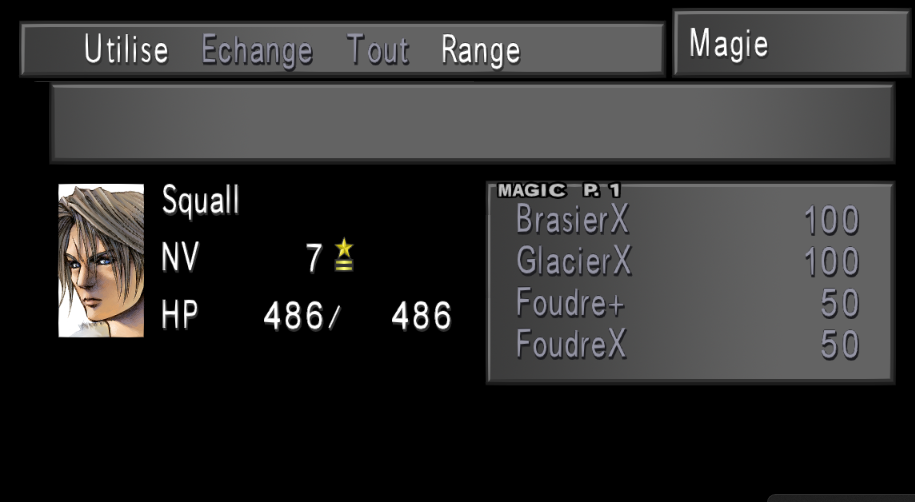 Utilise Echange Tout Range
Magie
Squall
NV 7
HP 486/ 486
MAGIC P. 1
BrasierX 100
GlacierX 100
Foudre+ 50
FoudreX 50